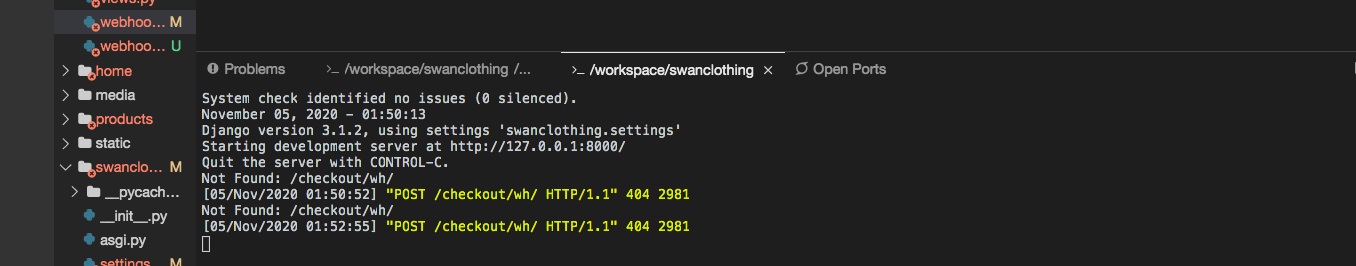 views.py
webhoo... M
webhoo... U
home
media
products
static
swanclo... M
__pycach...
__init__.py
asgi.py
settings M
Problems >_ /workspace/swanclothing /... >_ /workspace/swanclothing × Open Ports
System check identified no issues (0 silenced).
November 05, 2020 - 01:50:13
Django version 3.1.2, using settings 'swanclothing.settings'
Starting development server at http://127.0.0.1:8000/
Quit the server with CONTROL-C.
Not Found: /checkout/wh/
[05/Nov/2020 01:50:52] "POST /checkout/wh/ HTTP/1.1" 404 2981
Not Found: /checkout/wh/
[05/Nov/2020 01:52:55] "POST /checkout/wh/ HTTP/1.1" 404 2981